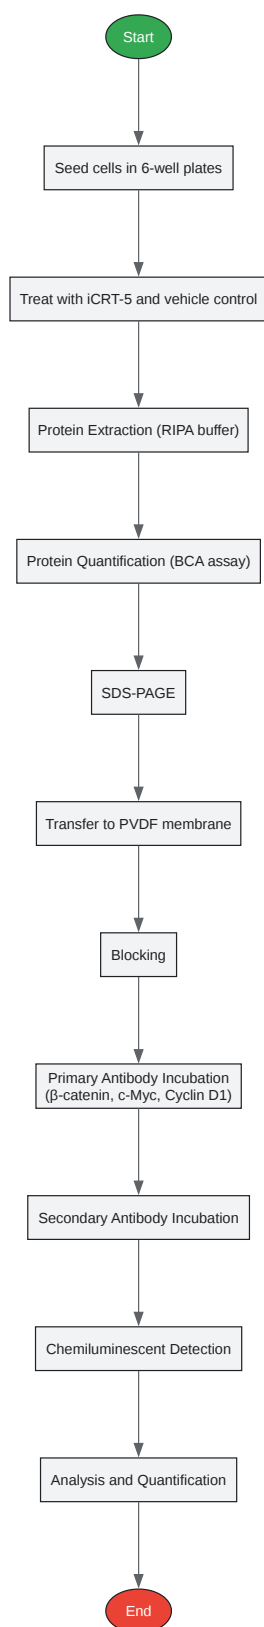 Start
Seed cells in 6-well plates
Treat with iCRT-5 and vehicle control
Protein Extraction (RIPA buffer)
Protein Quantification (BCA assay)
SDS-PAGE
Transfer to PVDF membrane
Blocking
Primary Antibody Incubation
(β-catenin, c-Myc, Cyclin D1)
Secondary Antibody Incubation
Chemiluminescent Detection
Analysis and Quantification
End